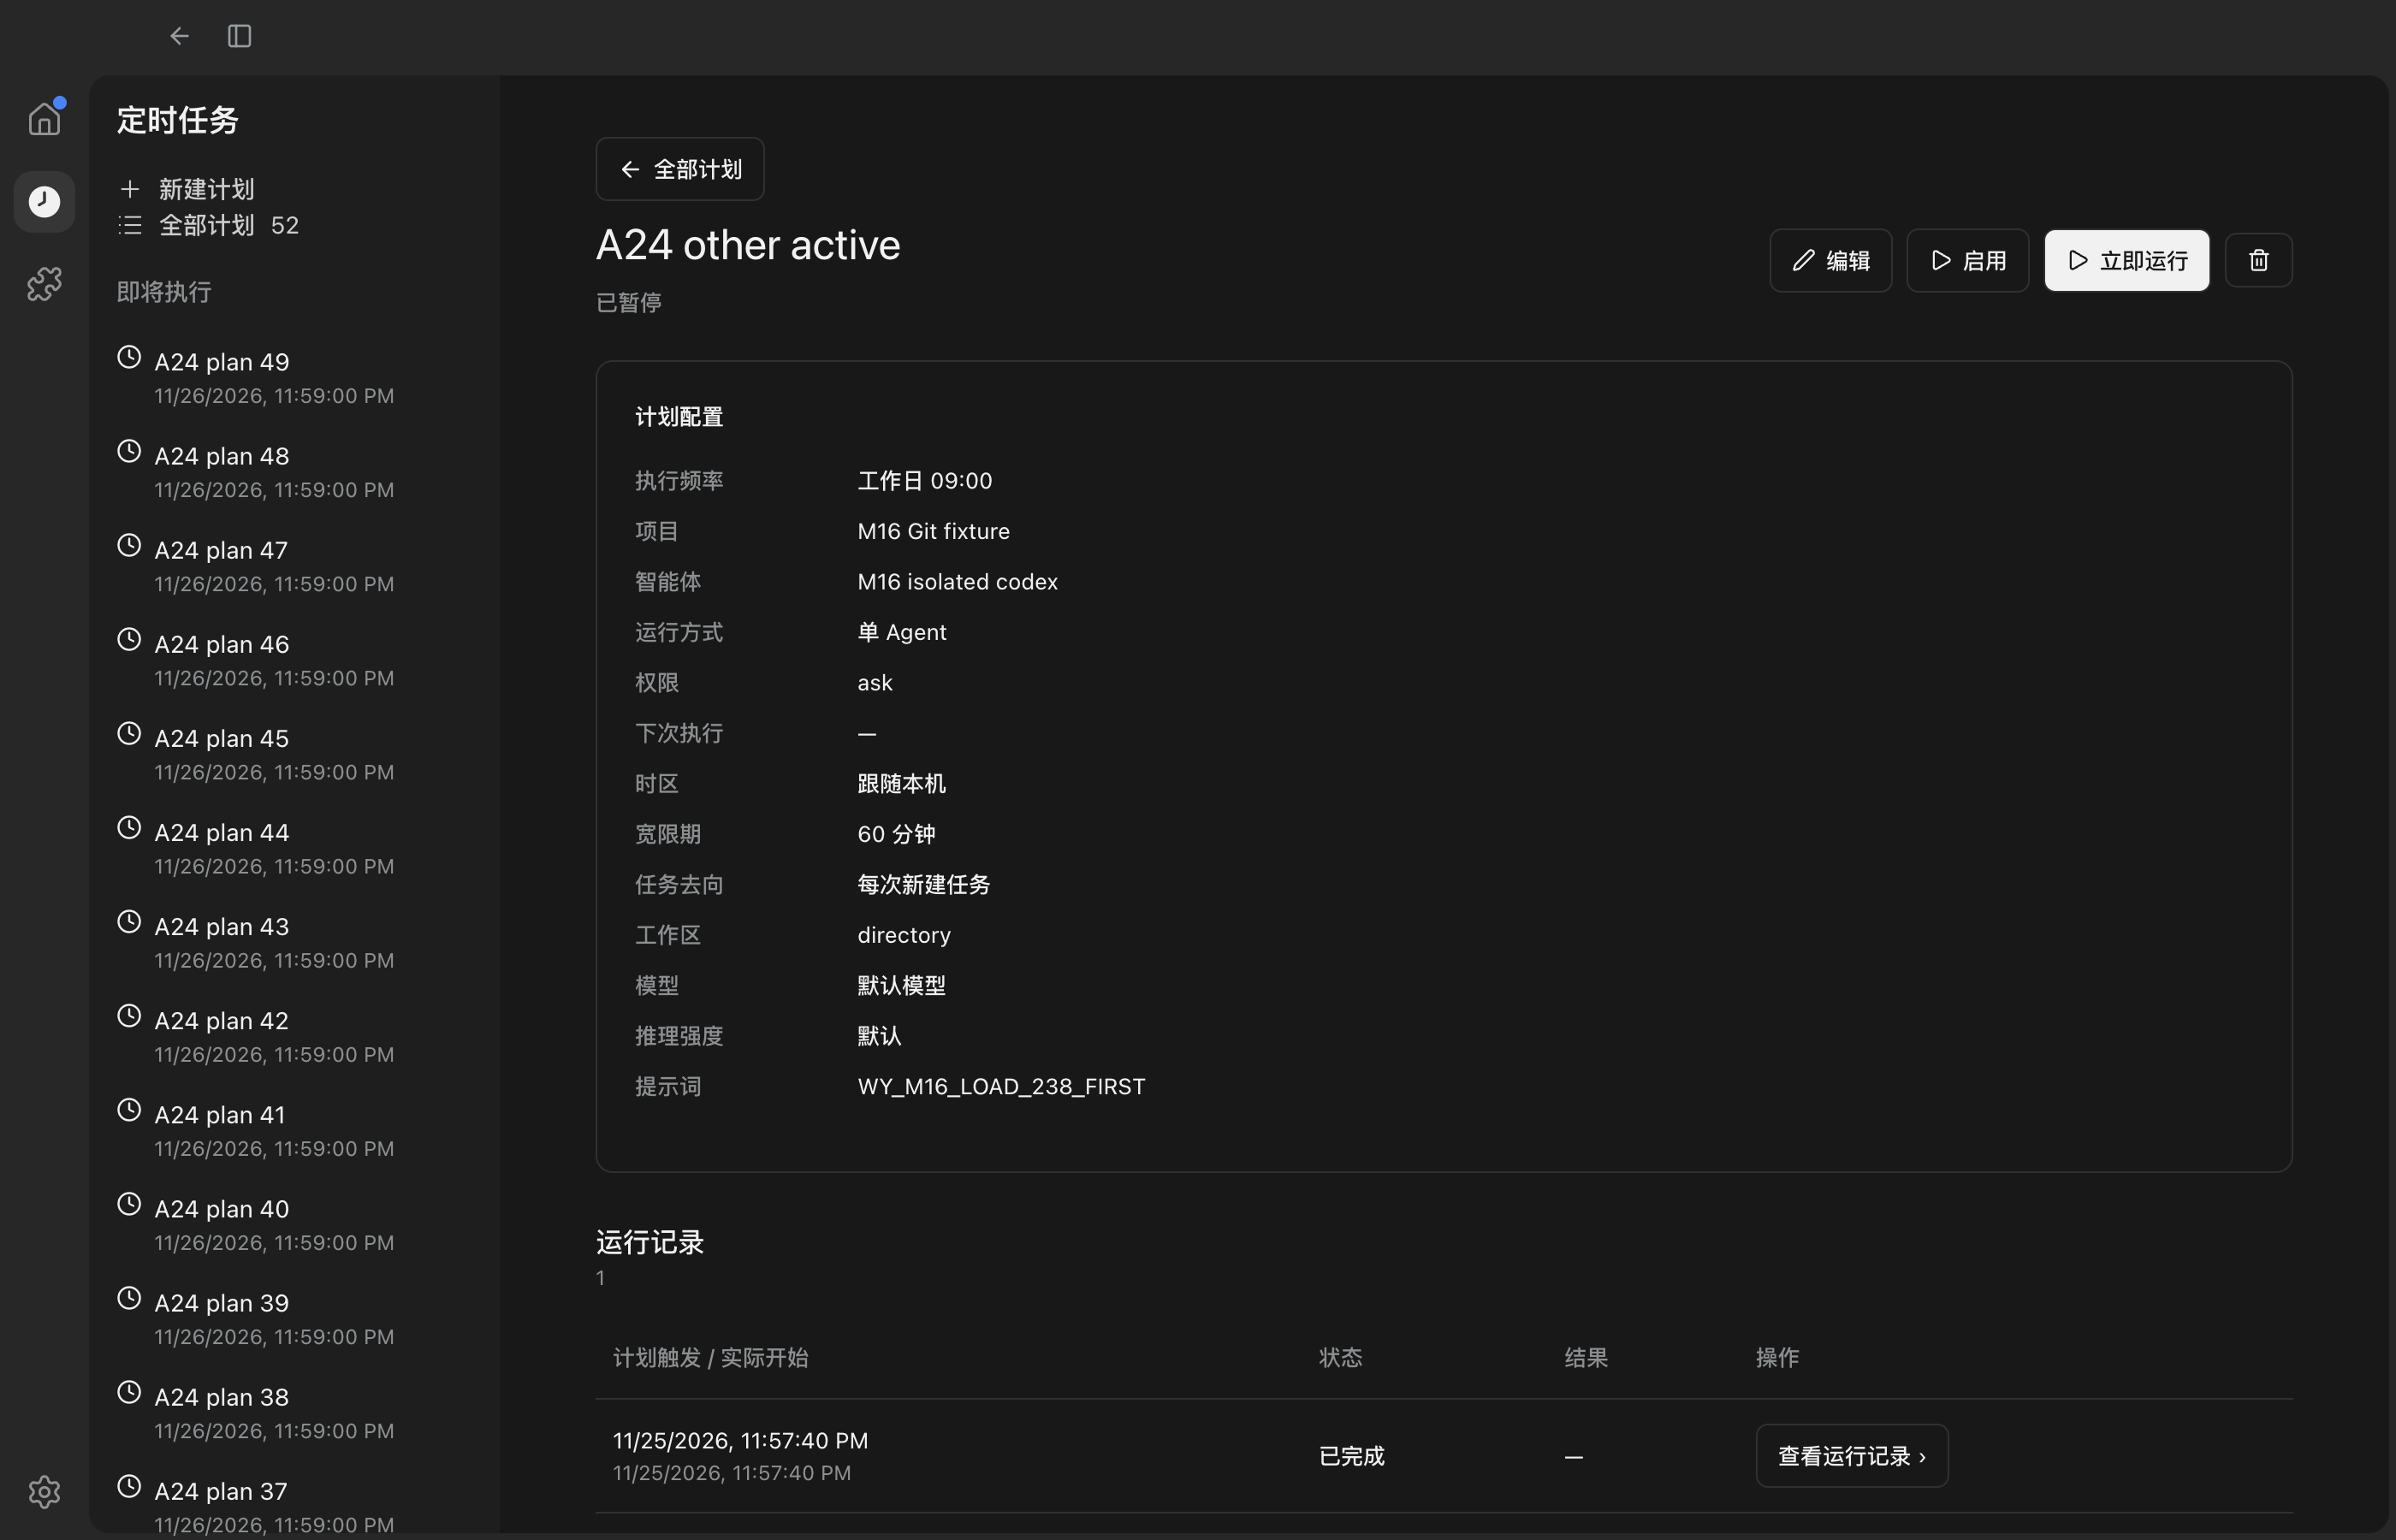 定时任务
新建计划
全部计划 52
即将执行
A24 plan 49
11/26/2026, 11:59:00 PM
A24 plan 48
11/26/2026, 11:59:00 PM
A24 plan 47
11/26/2026, 11:59:00 PM
A24 plan 46
11/26/2026, 11:59:00 PM
A24 plan 45
11/26/2026, 11:59:00 PM
A24 plan 44
11/26/2026, 11:59:00 PM
A24 plan 43
11/26/2026, 11:59:00 PM
A24 plan 42
11/26/2026, 11:59:00 PM
A24 plan 41
11/26/2026, 11:59:00 PM
A24 plan 40
11/26/2026, 11:59:00 PM
A24 plan 39
11/26/2026, 11:59:00 PM
A24 plan 38
11/26/2026, 11:59:00 PM
A24 plan 37
11/26/2026, 11:59:00 PM
全部计划
A24 other active
已暂停
编辑
启用
立即运行
计划配置
执行频率 工作日 09:00
项目 M16 Git fixture
智能体 M16 isolated codex
运行方式 单 Agent
权限 ask
下次执行 —
时区 跟随本机
宽限期 60 分钟
任务去向 每次新建任务
工作区 directory
模型 默认模型
推理强度 默认
提示词 WY_M16_LOAD_238_FIRST
运行记录
1
计划触发 / 实际开始 状态 结果 操作
11/25/2026, 11:57:40 PM
11/25/2026, 11:57:40 PM
已完成 — 查看运行记录 ›